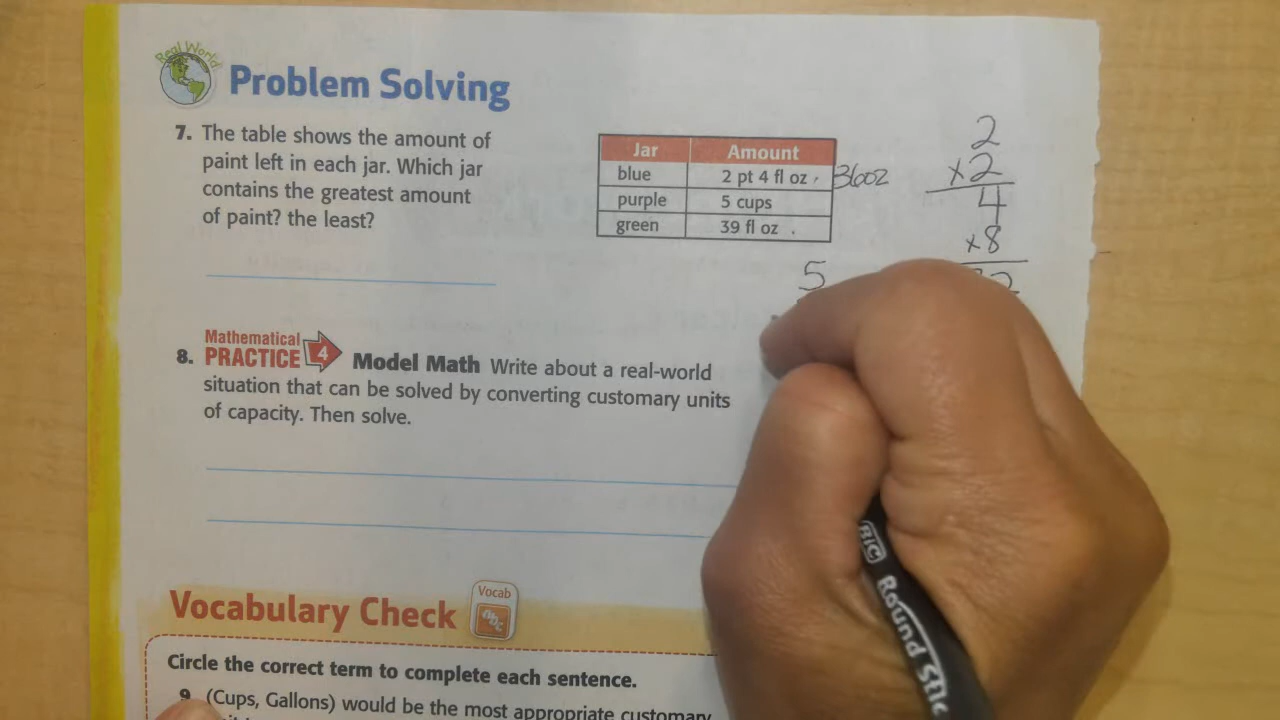 Real World
Problem Solving
7. The table shows the amount of
paint left in each jar. Which jar
contains the greatest amount
of paint? the least?
Jar Amount
blue 2 pt 4 fl oz 36oz
purple 5 cups
green 39 fl oz
2
x2
4
x8
5
8. Mathematical
PRACTICE 4 Model Math Write about a real-world
situation that can be solved by converting customary units
of capacity. Then solve.
Vocabulary Check Vocab
abc
Circle the correct term to complete each sentence.
9. (Cups, Gallons) would be the most appropriate customary
BIC Round Stic